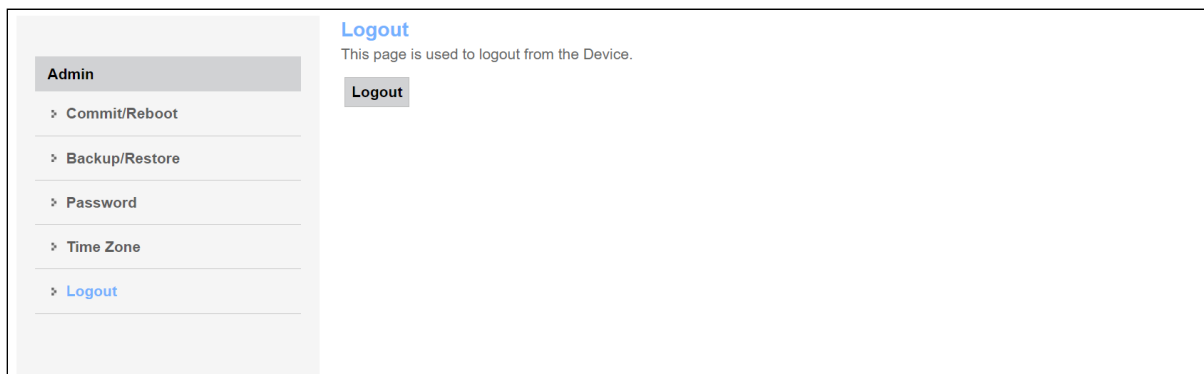 Admin
Commit/Reboot
Backup/Restore
Password
Time Zone
Logout
Logout
This page is used to logout from the Device.
Logout